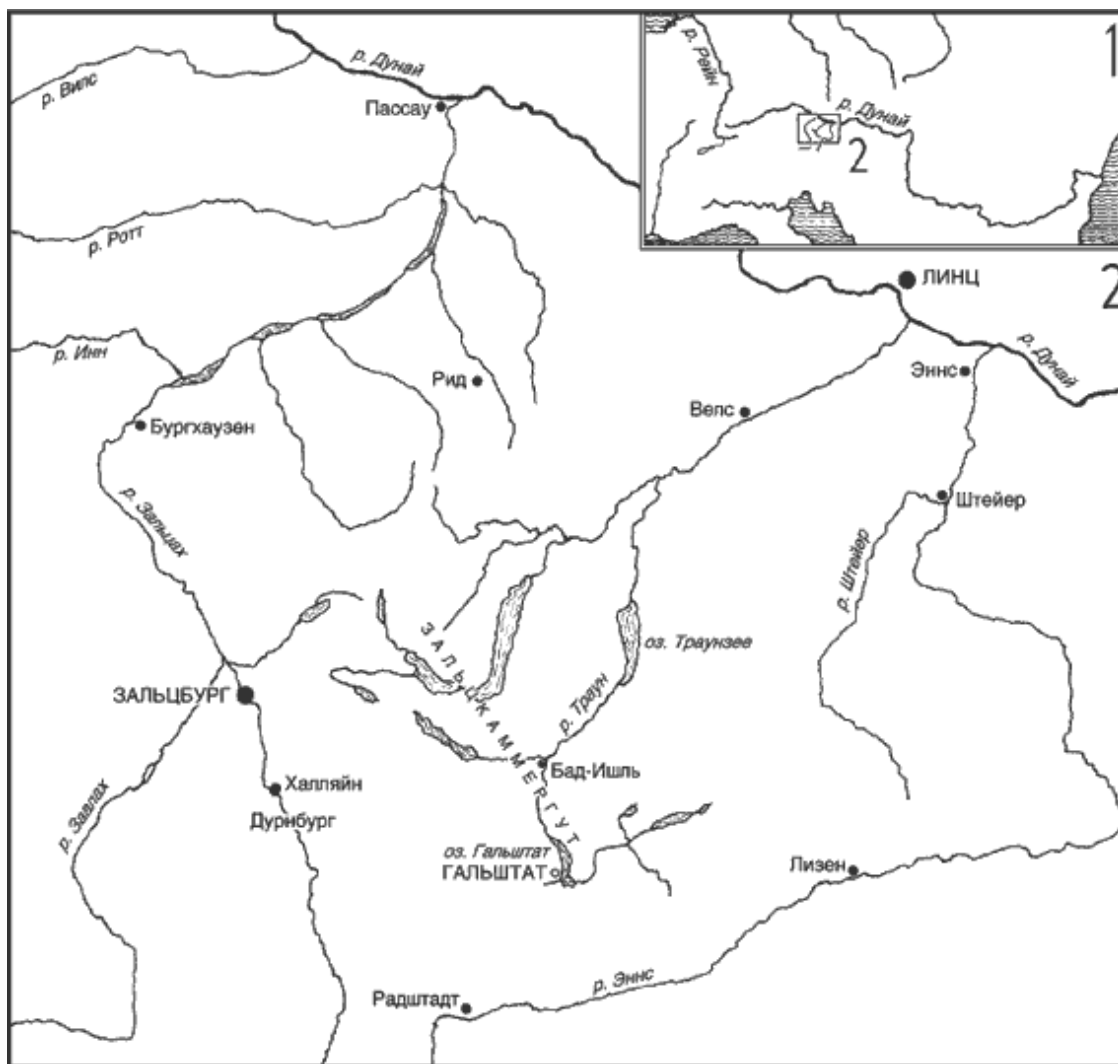 р. Дунай
р. Вилс
Пассау
р. Рейн
1
р. Дунай
2
р. Ротт
2
ЛИНЦ
р. Инн
р. Дунай
Рид
Эннс
Велс
Бургхаузен
р. Зальцах
Штейер
р. Штейер
ЗАЛЬЦКАММЕРГУТ
оз. Траунзее
ЗАЛЬЦБУРГ
р. Траун
Бад-Ишль
Халляйн
Дурнбург
р. Заалах
оз. Гальштат
ГАЛЬШТАТ
Лизен
р. Эннс
Радштадт